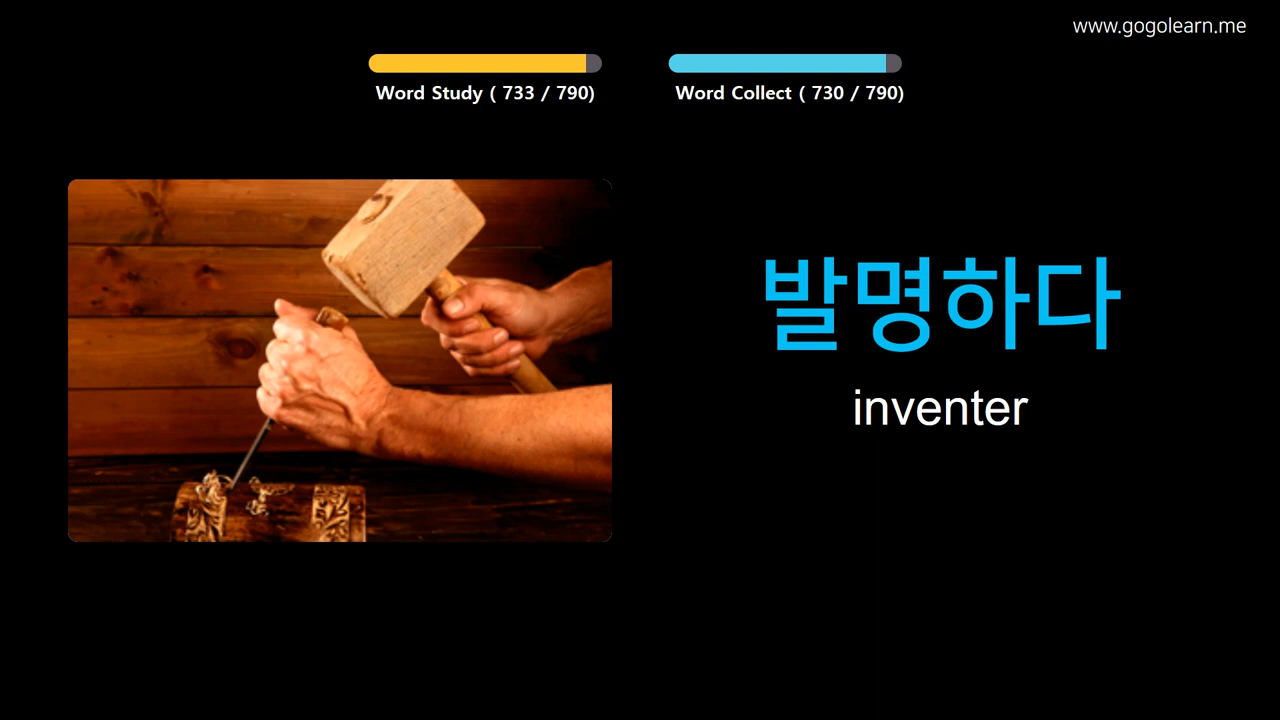 www.gogolearn.me
Word Study ( 733 / 790)
Word Collect ( 730 / 790)
발명하다
inventer